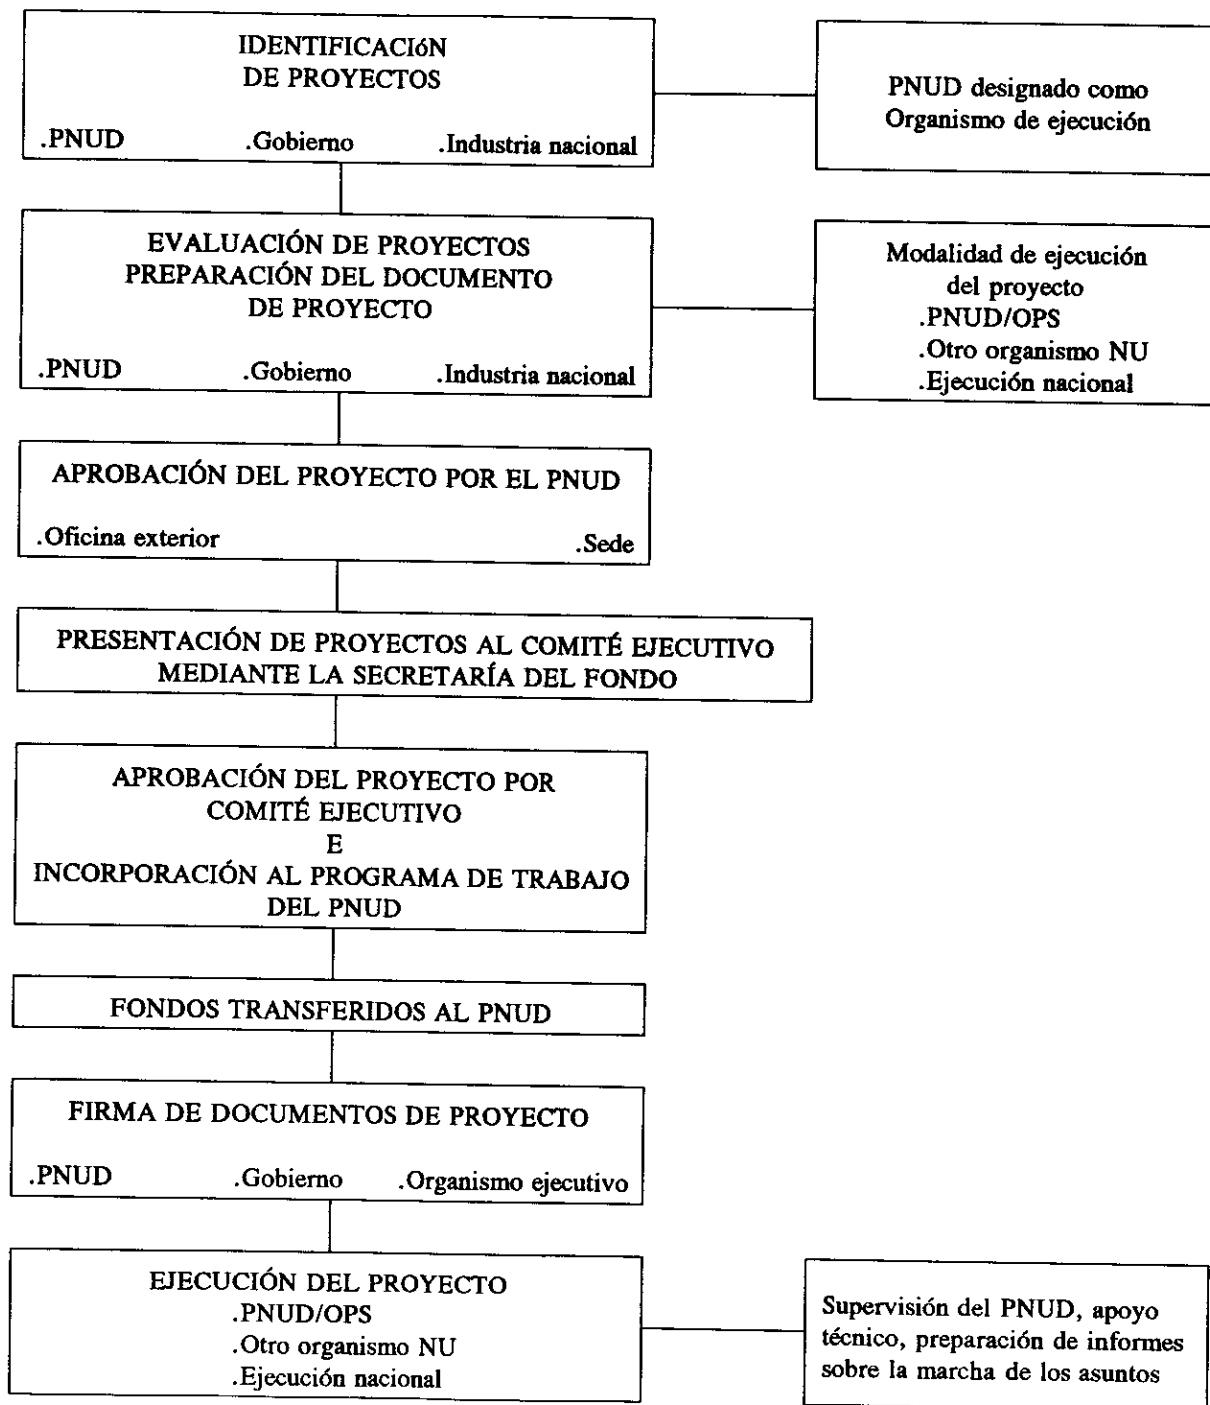 IDENTIFICACIóN
DE PROYECTOS
.PNUD .Gobierno .Industria nacional
PNUD designado como
Organismo de ejecución
EVALUACIÓN DE PROYECTOS
PREPARACIÓN DEL DOCUMENTO
DE PROYECTO
.PNUD .Gobierno .Industria nacional
Modalidad de ejecución
del proyecto
.PNUD/OPS
.Otro organismo NU
.Ejecución nacional
APROBACIÓN DEL PROYECTO POR EL PNUD
.Oficina exterior .Sede
PRESENTACIÓN DE PROYECTOS AL COMITÉ EJECUTIVO
MEDIANTE LA SECRETARÍA DEL FONDO
APROBACIÓN DEL PROYECTO POR
COMITÉ EJECUTIVO
E
INCORPORACIÓN AL PROGRAMA DE TRABAJO
DEL PNUD
FONDOS TRANSFERIDOS AL PNUD
FIRMA DE DOCUMENTOS DE PROYECTO
.PNUD .Gobierno .Organismo ejecutivo
EJECUCIÓN DEL PROYECTO
.PNUD/OPS
.Otro organismo NU
.Ejecución nacional
Supervisión del PNUD, apoyo
técnico, preparación de informes
sobre la marcha de los asuntos